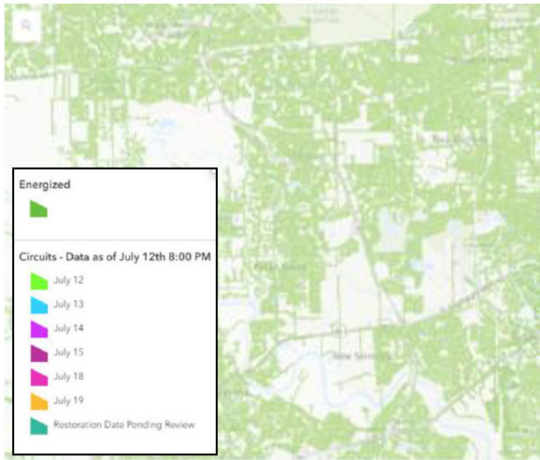 Energized
Circuits - Data as of July 12th 8:00 PM
July 12
July 13
July 14
July 15
July 18
July 19
Restoration Date Pending Review